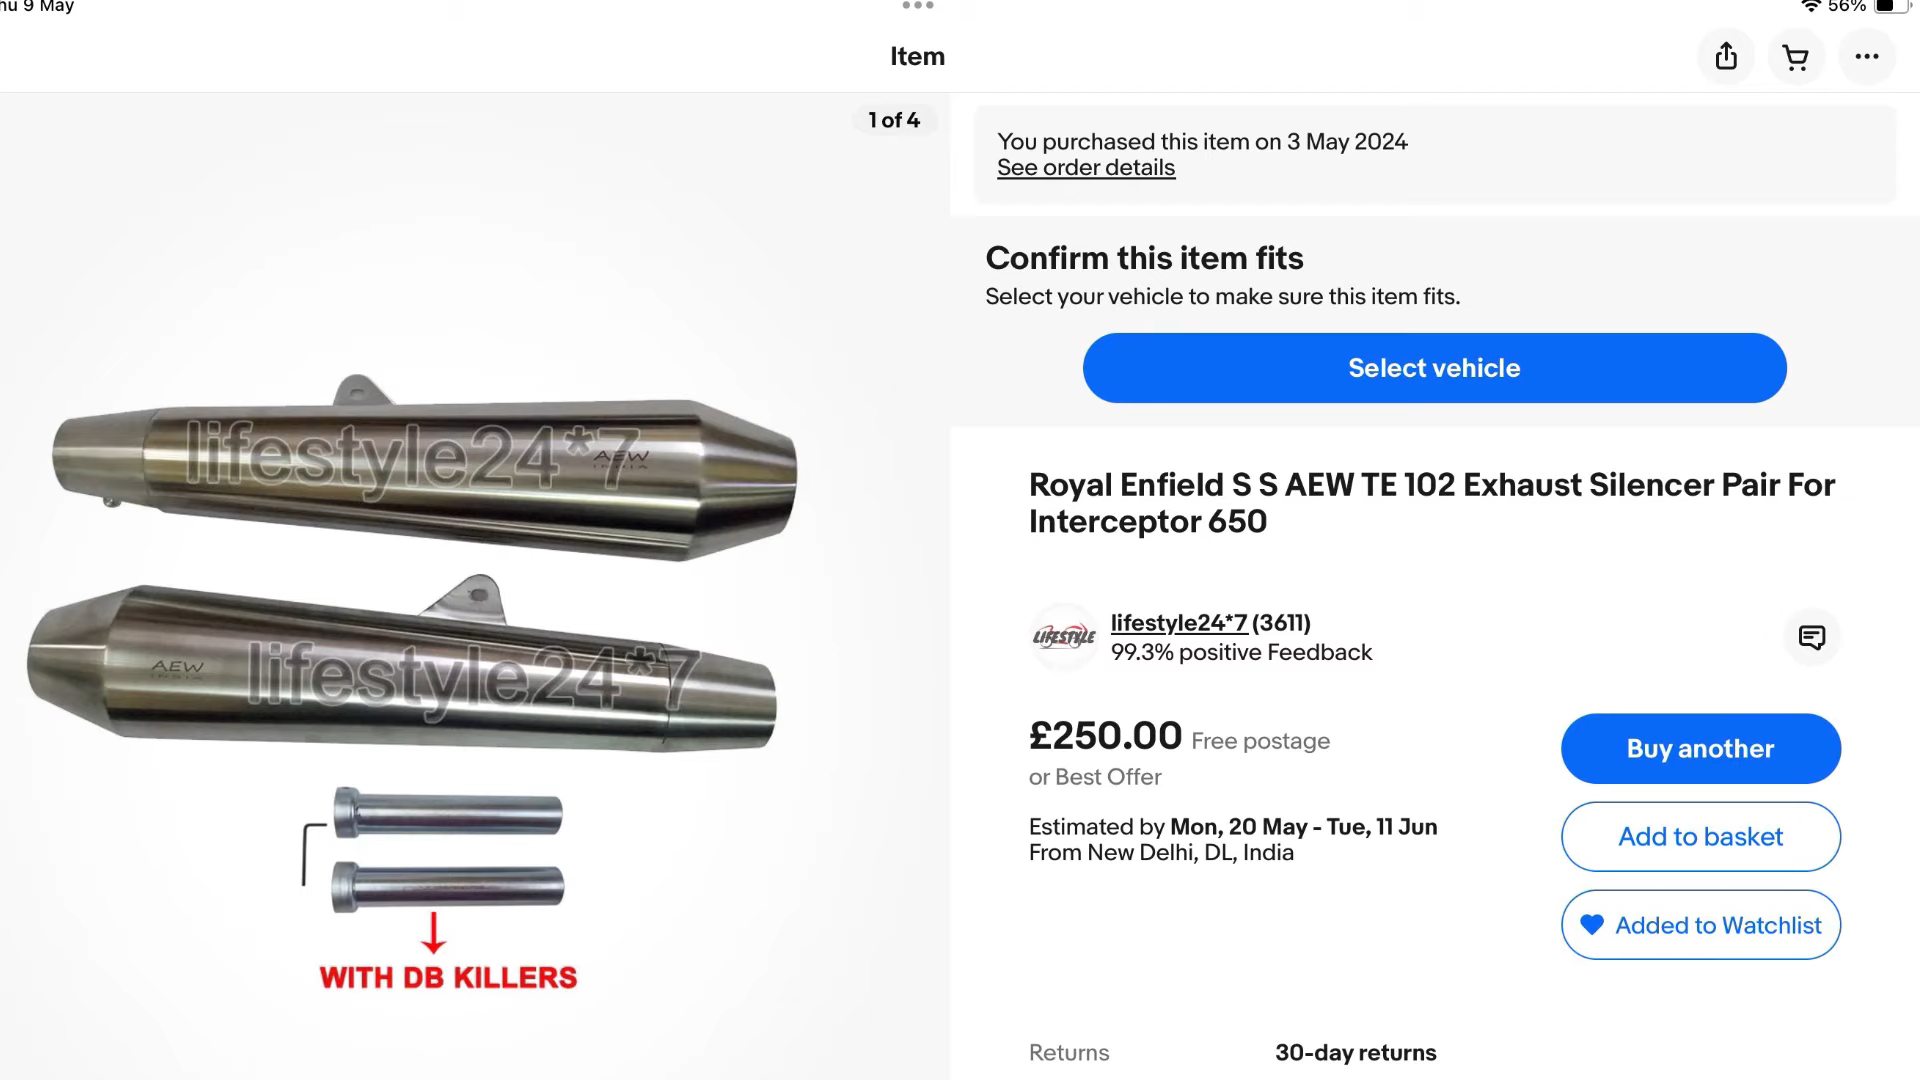 hu 9 May
56%
Item
1 of 4
You purchased this item on 3 May 2024
See order details
Confirm this item fits
Select your vehicle to make sure this item fits.
Select vehicle
lifestyle24*7
AEW
INDIA
Royal Enfield S S AEW TE 102 Exhaust Silencer Pair For
Interceptor 650
LIFESTYLE
lifestyle24*7 (3611)
99.3% positive Feedback
AEW
INDIA
lifestyle24*7
£250.00 Free postage
or Best Offer
Buy another
Estimated by Mon, 20 May - Tue, 11 Jun
From New Delhi, DL, India
Add to basket
Added to Watchlist
WITH DB KILLERS
Returns
30-day returns